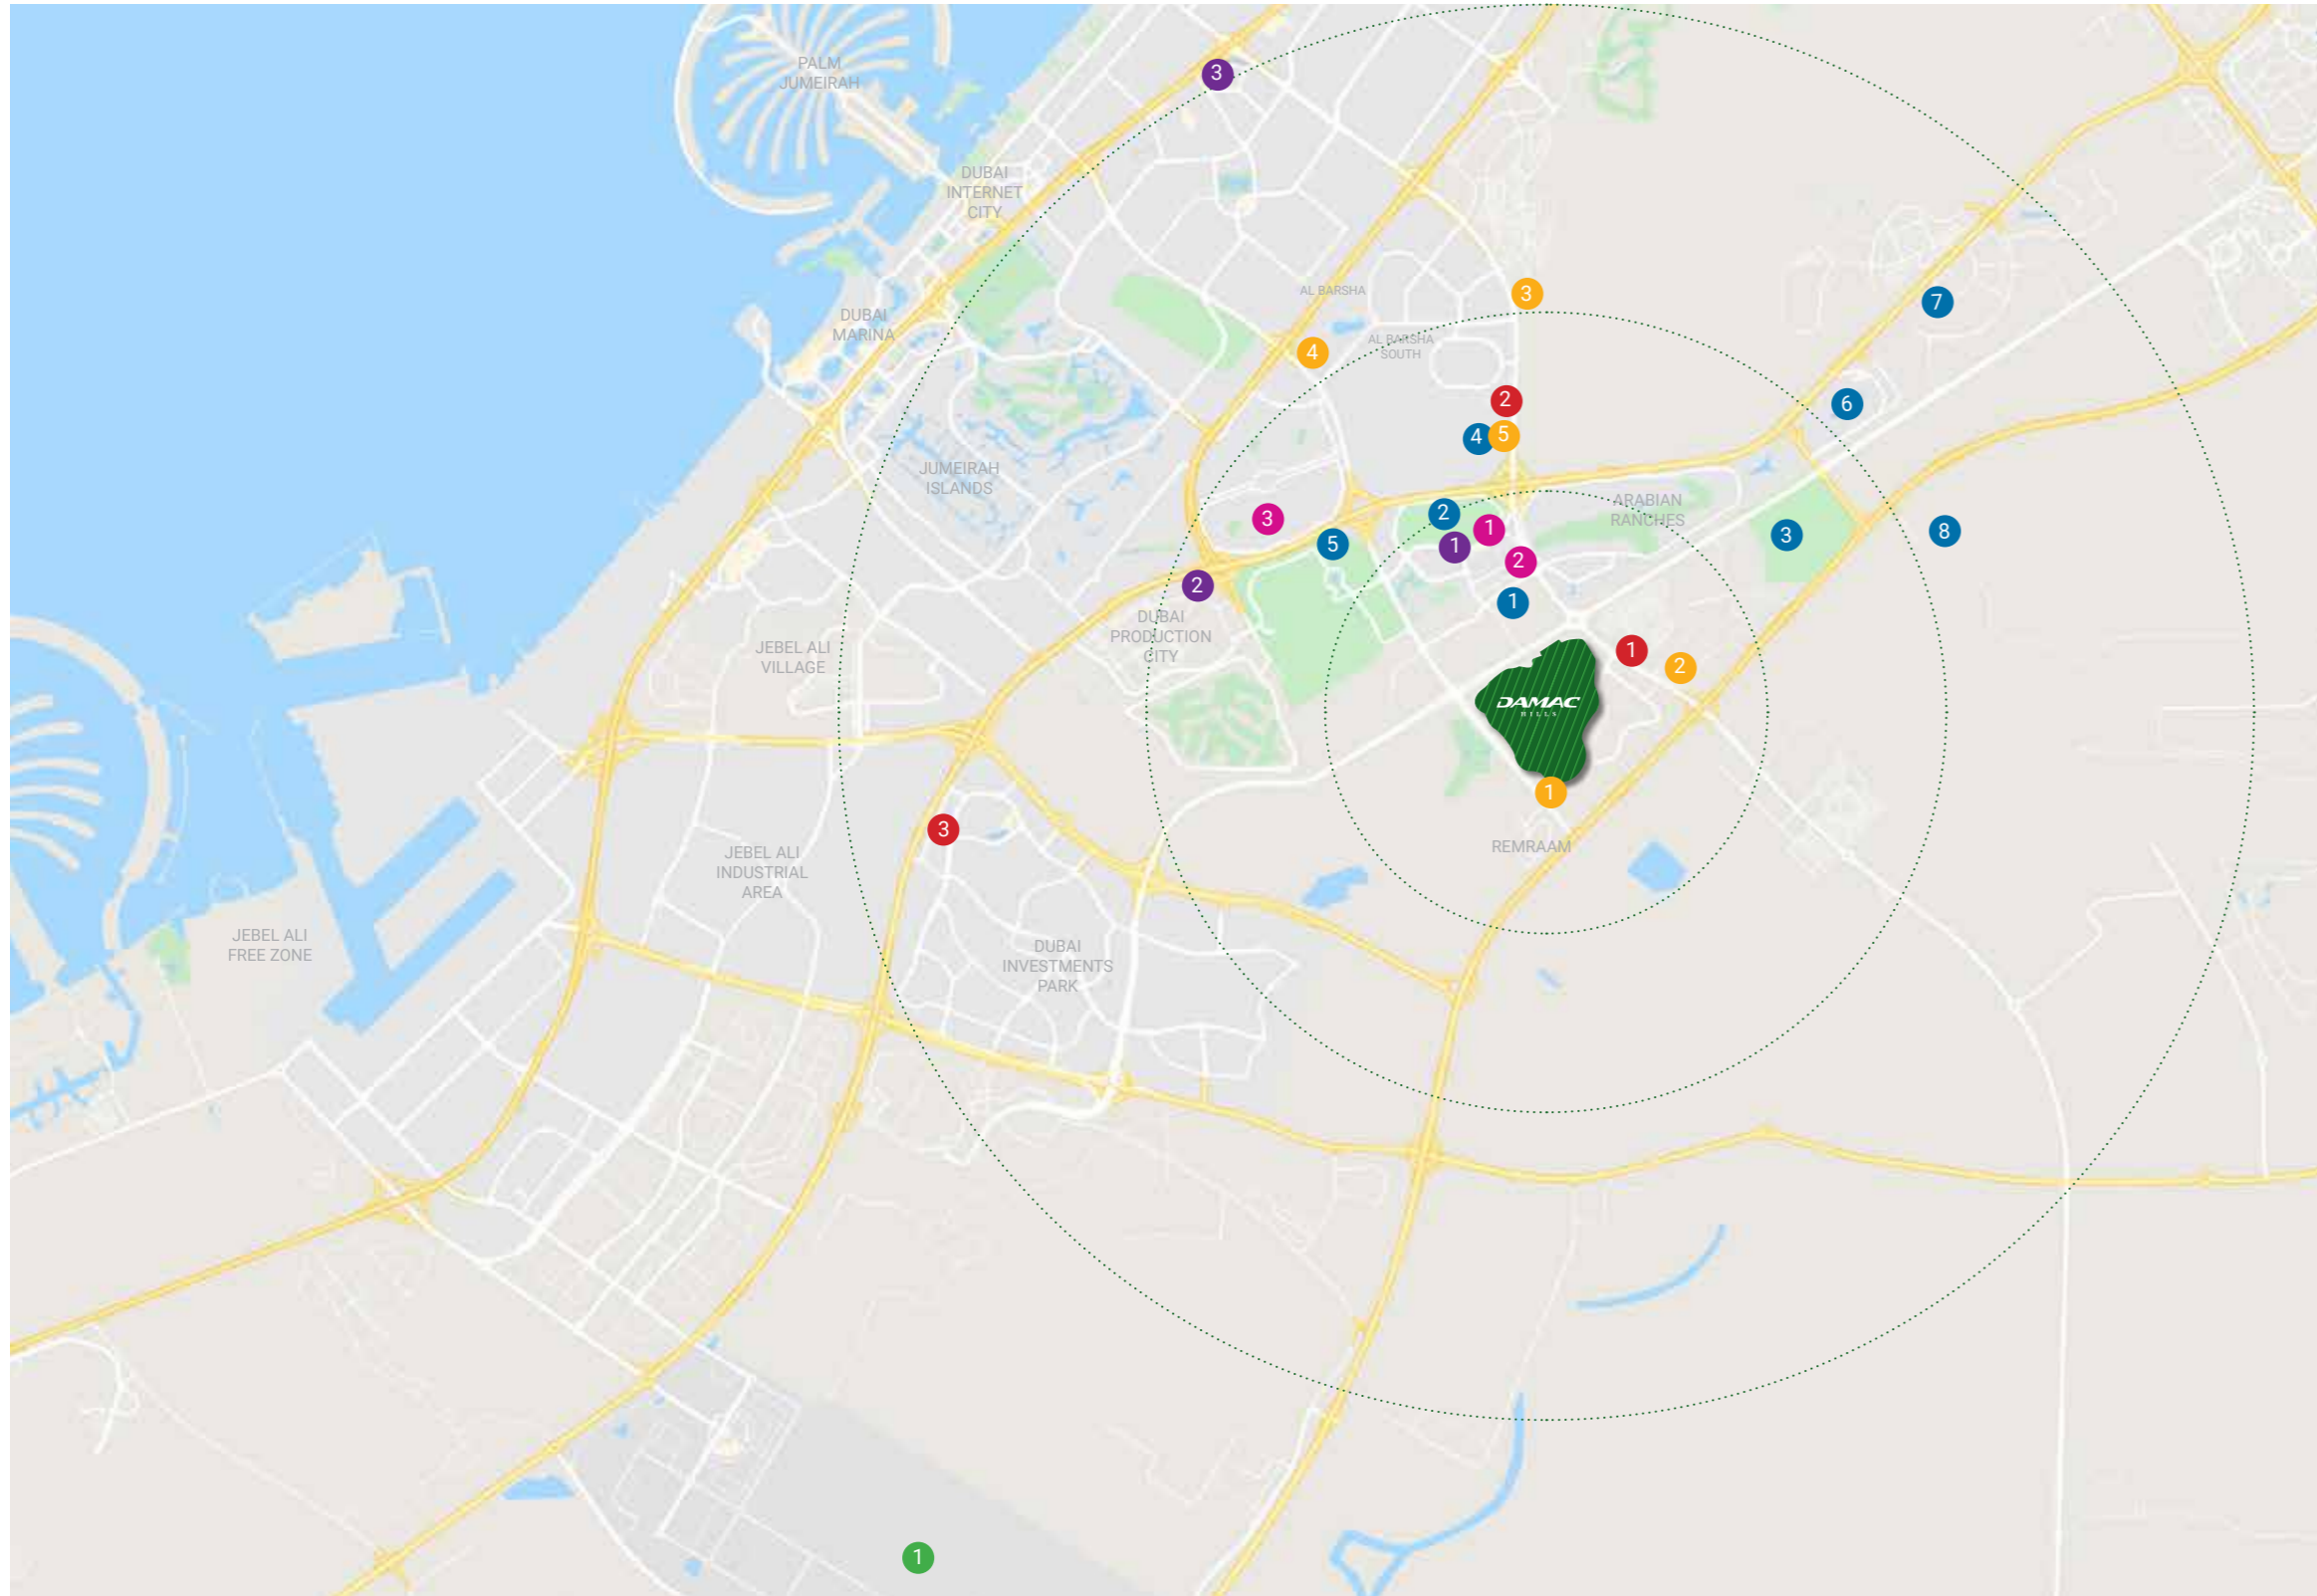 PALM
JUMEIRAH
3
DUBAI
INTERNET
CITY
AL BARSHA
3
7
DUBAI
MARINA
AL BARSHA
SOUTH
4
2
6
4
5
JUMEIRAH
ISLANDS
ARABIAN
RANCHES
3
2
1
5
1
3
8
2
2
1
DUBAI
PRODUCTION
CITY
JEBEL ALI
VILLAGE
1
2
DAMAC
HILLS
1
3
REMRAAM
JEBEL ALI
INDUSTRIAL
AREA
JEBEL ALI
FREE ZONE
DUBAI
INVESTMENTS
PARK
1